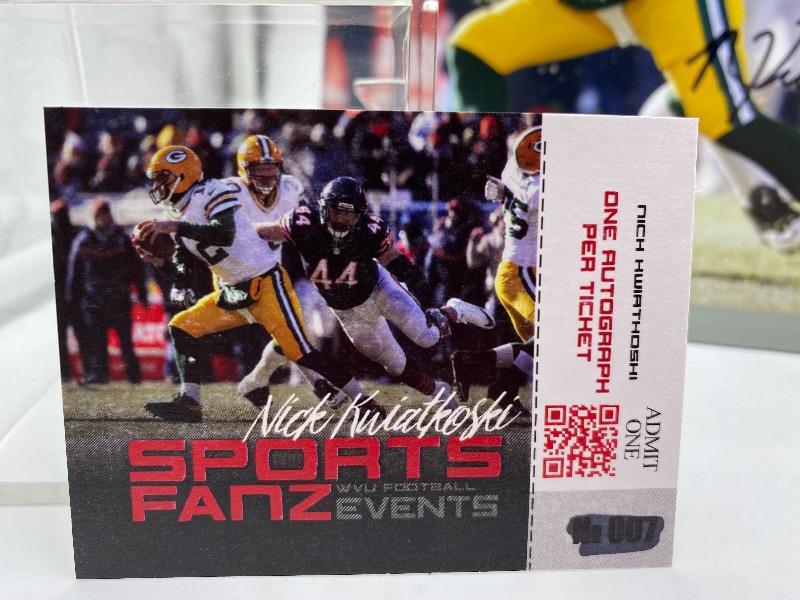 44
44
12
Nick Kwiatkoski
SPORTS
FANZ
WVU FOOTBALL
EVENTS
NICK KWIATKOSKI
ONE AUTOGRAPH
PER TICKET
ADMIT
ONE
№ 007